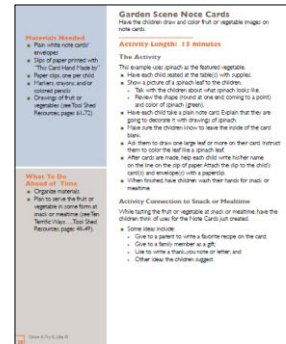 Garden Scene Note Cards
Have the children draw and color fruit or vegetable images on
note cards.
Materials Needed
Plain white note cards/
envelopes
Slips of paper printed with
"This Card Hand Made by"
Paper clips, one per child
Markers, crayons and/or
colored pencils
Drawings of fruit or
vegetables (see Tool Shed
Resources, pages 61-72)
What To Do
Ahead of Time
Organize materials.
Plan to serve the fruit or
vegetable in some form at
snack or mealtime (see Ten
Terrific Ways ... Tool Shed
Resources, pages 46-49).
Activity Length: 15 minutes
The Activity
This example uses spinach as the featured vegetable.
Have each child seated at the table(s) with supplies.
Show a picture of a spinach leaf to the children.
Talk with the children about what spinach looks like.
Review the shape (round at one end coming to a point)
and color of spinach (green).
Have each child take a plain note card. Explain that they are
going to decorate it with drawings of spinach.
Make sure the children know to leave the inside of the card
blank.
Ask them to draw one large leaf or more on their card. Instruct
them to color the leaf like a spinach leaf.
After cards are made, help each child write his/her name
on the line on the slip of paper. Attach the clip to the child's
card(s) and envelope(s) with a paperclip.
When finished, have children wash their hands for snack or
mealtime.
Activity Connection to Snack or Mealtime
While tasting the fruit or vegetable at snack or mealtime, have the
children think of uses for the Note Cards just created.
Some ideas include:
Give to a parent to write a favorite recipe on the card;
Give to a family member as a gift;
Use to write a thank you note or letter; and
Other ideas the children suggest.
Grow It, Try It, Like It!